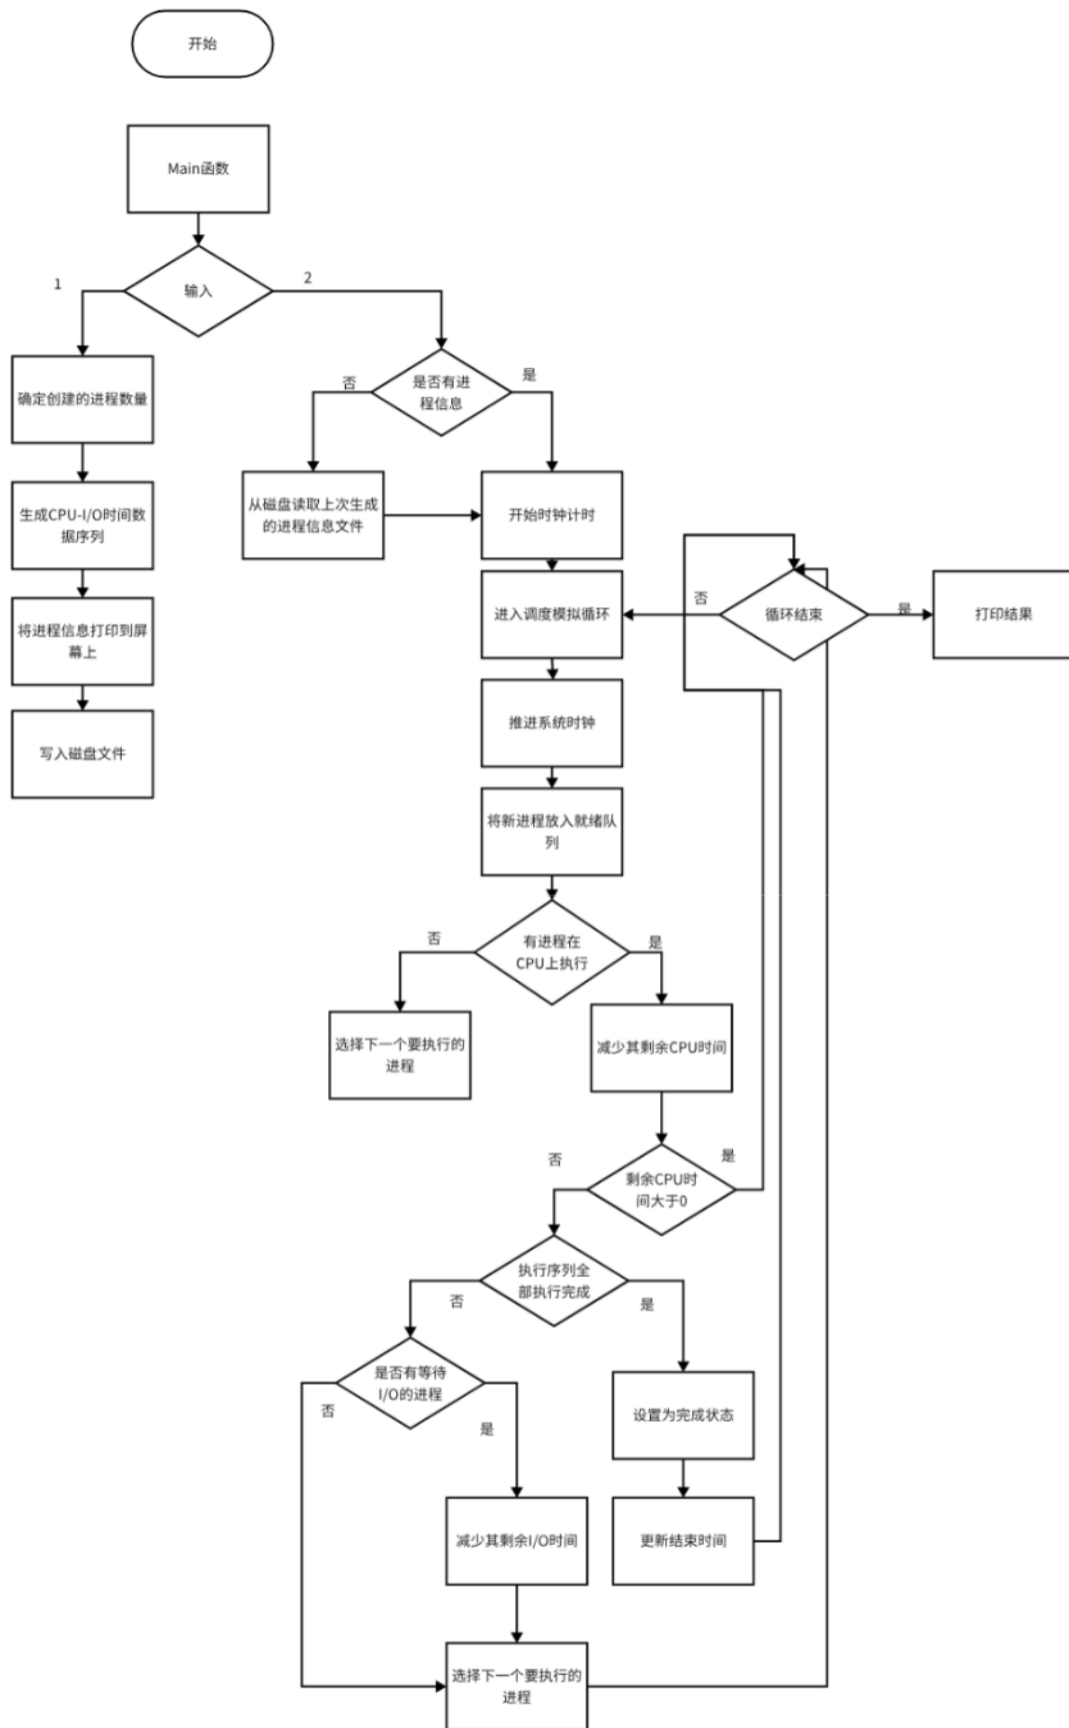 开始
Main函数
输入
1
2
确定创建的进程数量
生成CPU-I/O时间数
据序列
将进程信息打印到屏
幕上
写入磁盘文件
是否有进
程信息
否
是
从磁盘读取上次生成
的进程信息文件
开始时钟计时
进入调度模拟循环
否
循环结束
是
打印结果
推进系统时钟
将新进程放入就绪队
列
有进程在
CPU上执行
否
是
选择下一个要执行的
进程
减少其剩余CPU时间
剩余CPU时
间大于0
否
是
执行序列全
部执行完成
否
是
是否有等待
I/O的进程
否
是
设置为完成状态
减少其剩余I/O时间
更新结束时间
选择下一个要执行的
进程